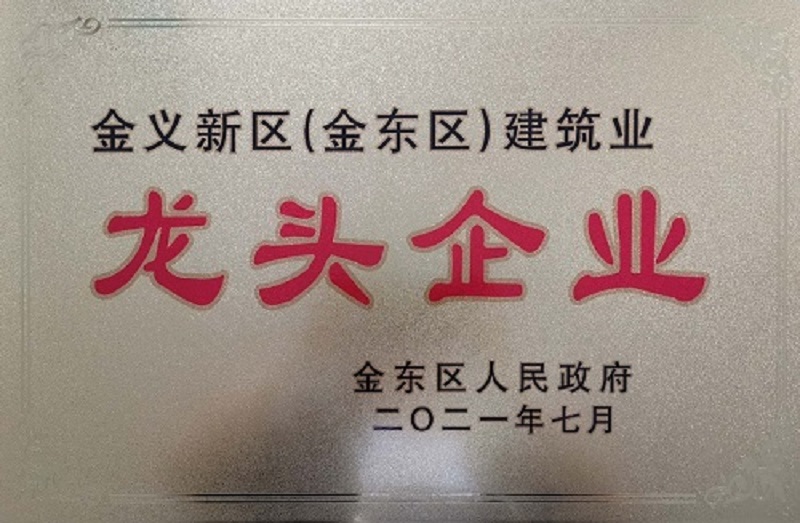 金义新区(金东区)建筑业
龙头企业
金东区人民政府
二〇二一年七月